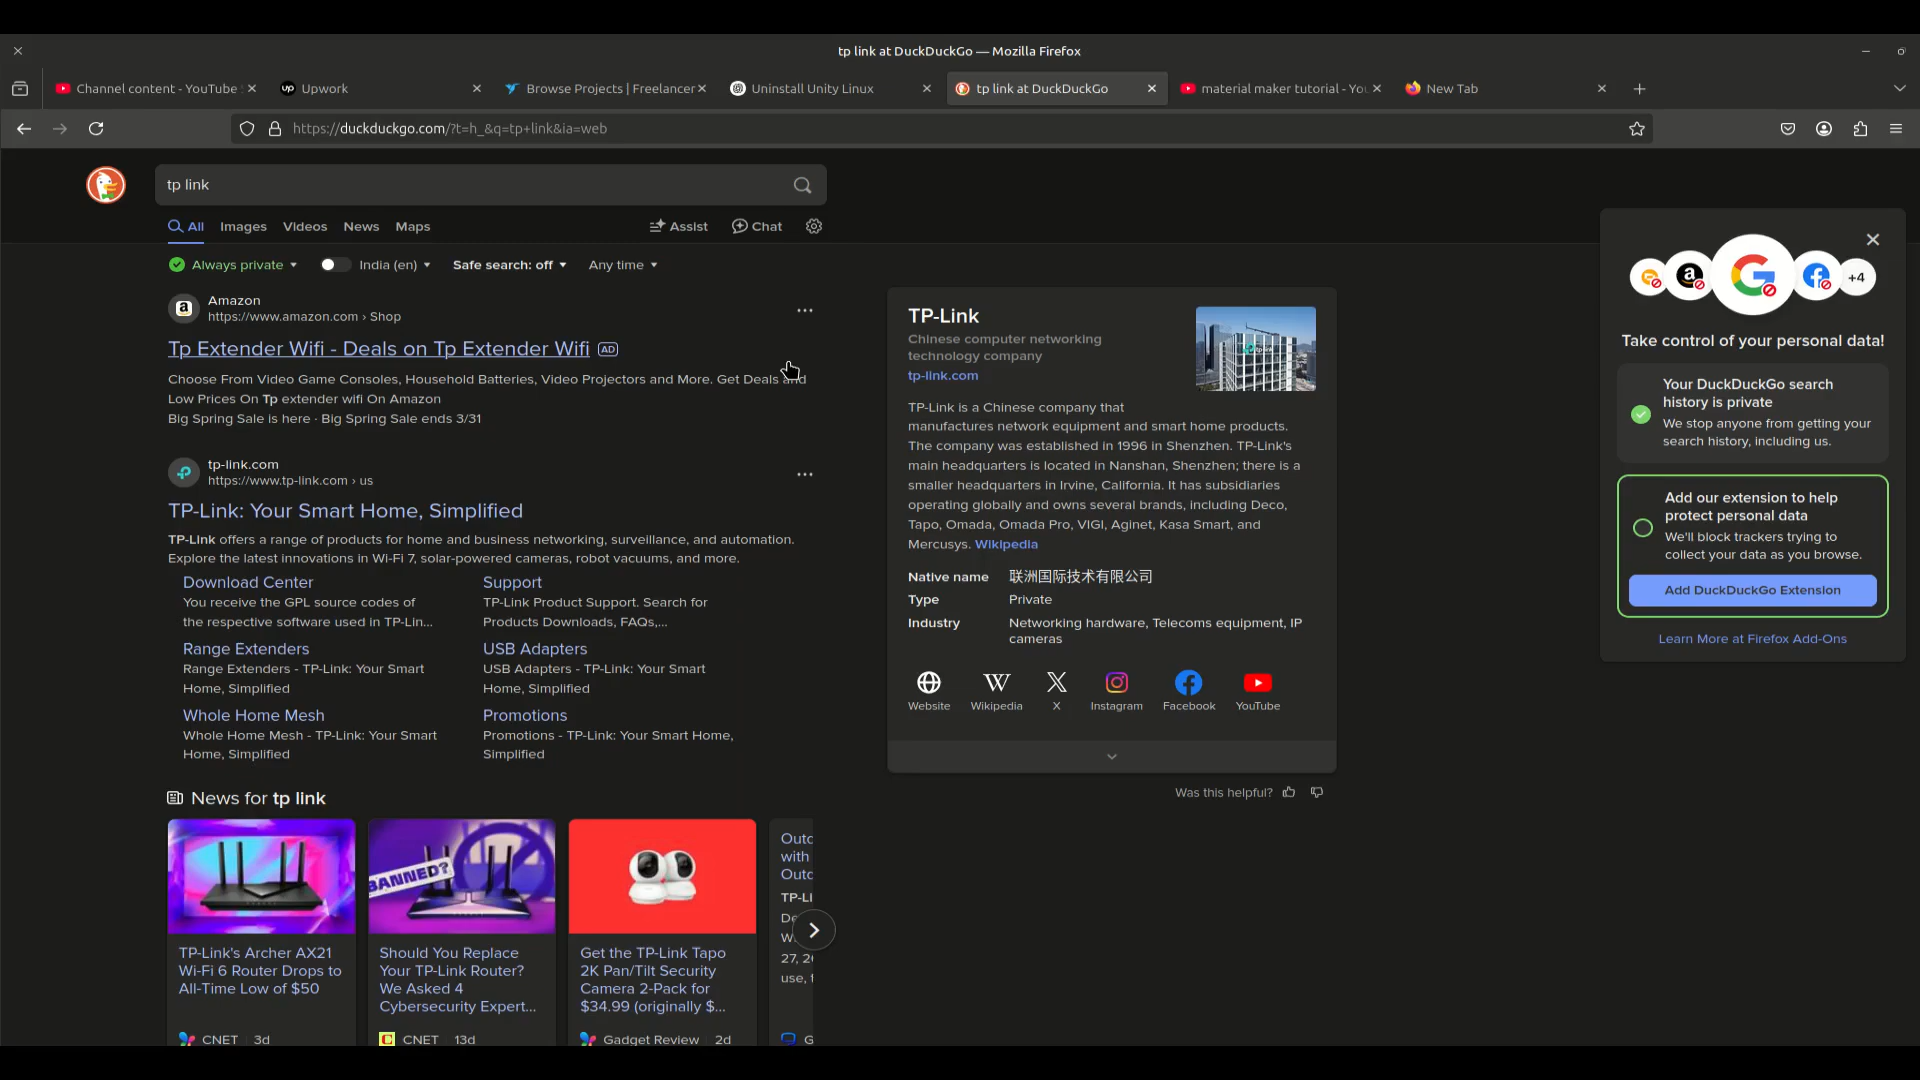 tp link at DuckDuckGo — Mozilla Firefox
Channel content - YouTube
Upwork
Browse Projects | Freelancer
Uninstall Unity Linux
tp link at DuckDuckGo
material maker tutorial - You
New Tab
https://duckduckgo.com/?t=h_&q=tp+link&ia=web
tp link
All
Images
Videos
News
Maps
Assist
Chat
Always private
India (en)
Safe search: off
Any time
Amazon
https://www.amazon.com › Shop
Tp Extender Wifi - Deals on Tp Extender Wifi AD
Choose From Video Game Consoles, Household Batteries, Video Projectors and More. Get Deals and
Low Prices On Tp extender wifi On Amazon
Big Spring Sale is here · Big Spring Sale ends 3/31
tp-link.com
https://www.tp-link.com › us
TP-Link: Your Smart Home, Simplified
TP-Link offers a range of products for home and business networking, surveillance, and automation.
Explore the latest innovations in Wi-Fi 7, solar-powered cameras, robot vacuums, and more.
Download Center
You receive the GPL source codes of
the respective software used in TP-Lin...
Support
TP-Link Product Support. Search for
Products Downloads, FAQs,...
Range Extenders
Range Extenders - TP-Link: Your Smart
Home, Simplified
USB Adapters
USB Adapters - TP-Link: Your Smart
Home, Simplified
Whole Home Mesh
Whole Home Mesh - TP-Link: Your Smart
Home, Simplified
Promotions
Promotions - TP-Link: Your Smart Home,
Simplified
News for tp link
BANNED?
TP-Link's Archer AX21
Wi-Fi 6 Router Drops to
All-Time Low of $50
CNET 3d
Should You Replace
Your TP-Link Router?
We Asked 4
Cybersecurity Expert...
CNET 13d
Get the TP-Link Tapo
2K Pan/Tilt Security
Camera 2-Pack for
$34.99 (originally $...
Gadget Review 2d
Outc
with
Outc
TP-LI
De
W
27, 2
use, t
G
TP-Link
Chinese computer networking
technology company
tp-link.com
TP-Link is a Chinese company that
manufactures network equipment and smart home products.
The company was established in 1996 in Shenzhen. TP-Link's
main headquarters is located in Nanshan, Shenzhen; there is a
smaller headquarters in Irvine, California. It has subsidiaries
operating globally and owns several brands, including Deco,
Tapo, Omada, Omada Pro, VIGI, Aginet, Kasa Smart, and
Mercusys. Wikipedia
Native name 联洲国际技术有限公司
Type Private
Industry Networking hardware, Telecoms equipment, IP
cameras
Website
Wikipedia
X
Instagram
Facebook
YouTube
Was this helpful?
+4
Take control of your personal data!
Your DuckDuckGo search
history is private
We stop anyone from getting your
search history, including us.
Add our extension to help
protect personal data
We'll block trackers trying to
collect your data as you browse.
Add DuckDuckGo Extension
Learn More at Firefox Add-Ons